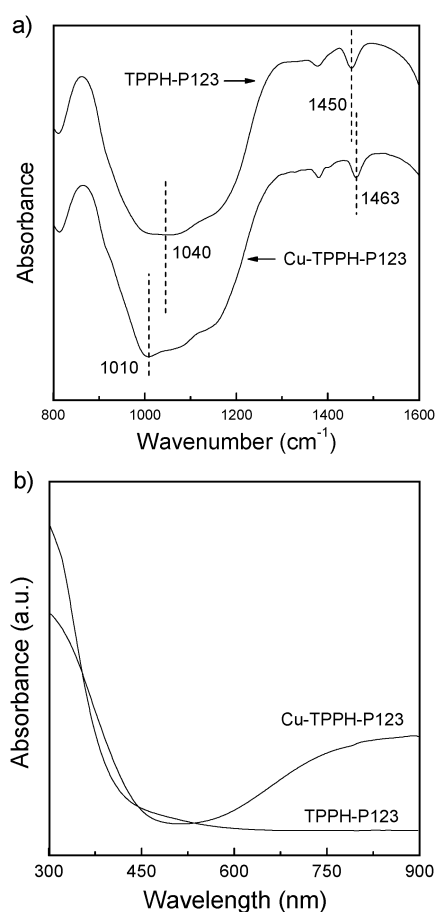 a)
TPPH-P123
1450
1463
1040
Cu-TPPH-P123
1010
Absorbance
800 1000 1200 1400 1600
Wavenumber (cm⁻¹)
b)
Absorbance (a.u.)
Cu-TPPH-P123
TPPH-P123
300 450 600 750 900
Wavelength (nm)